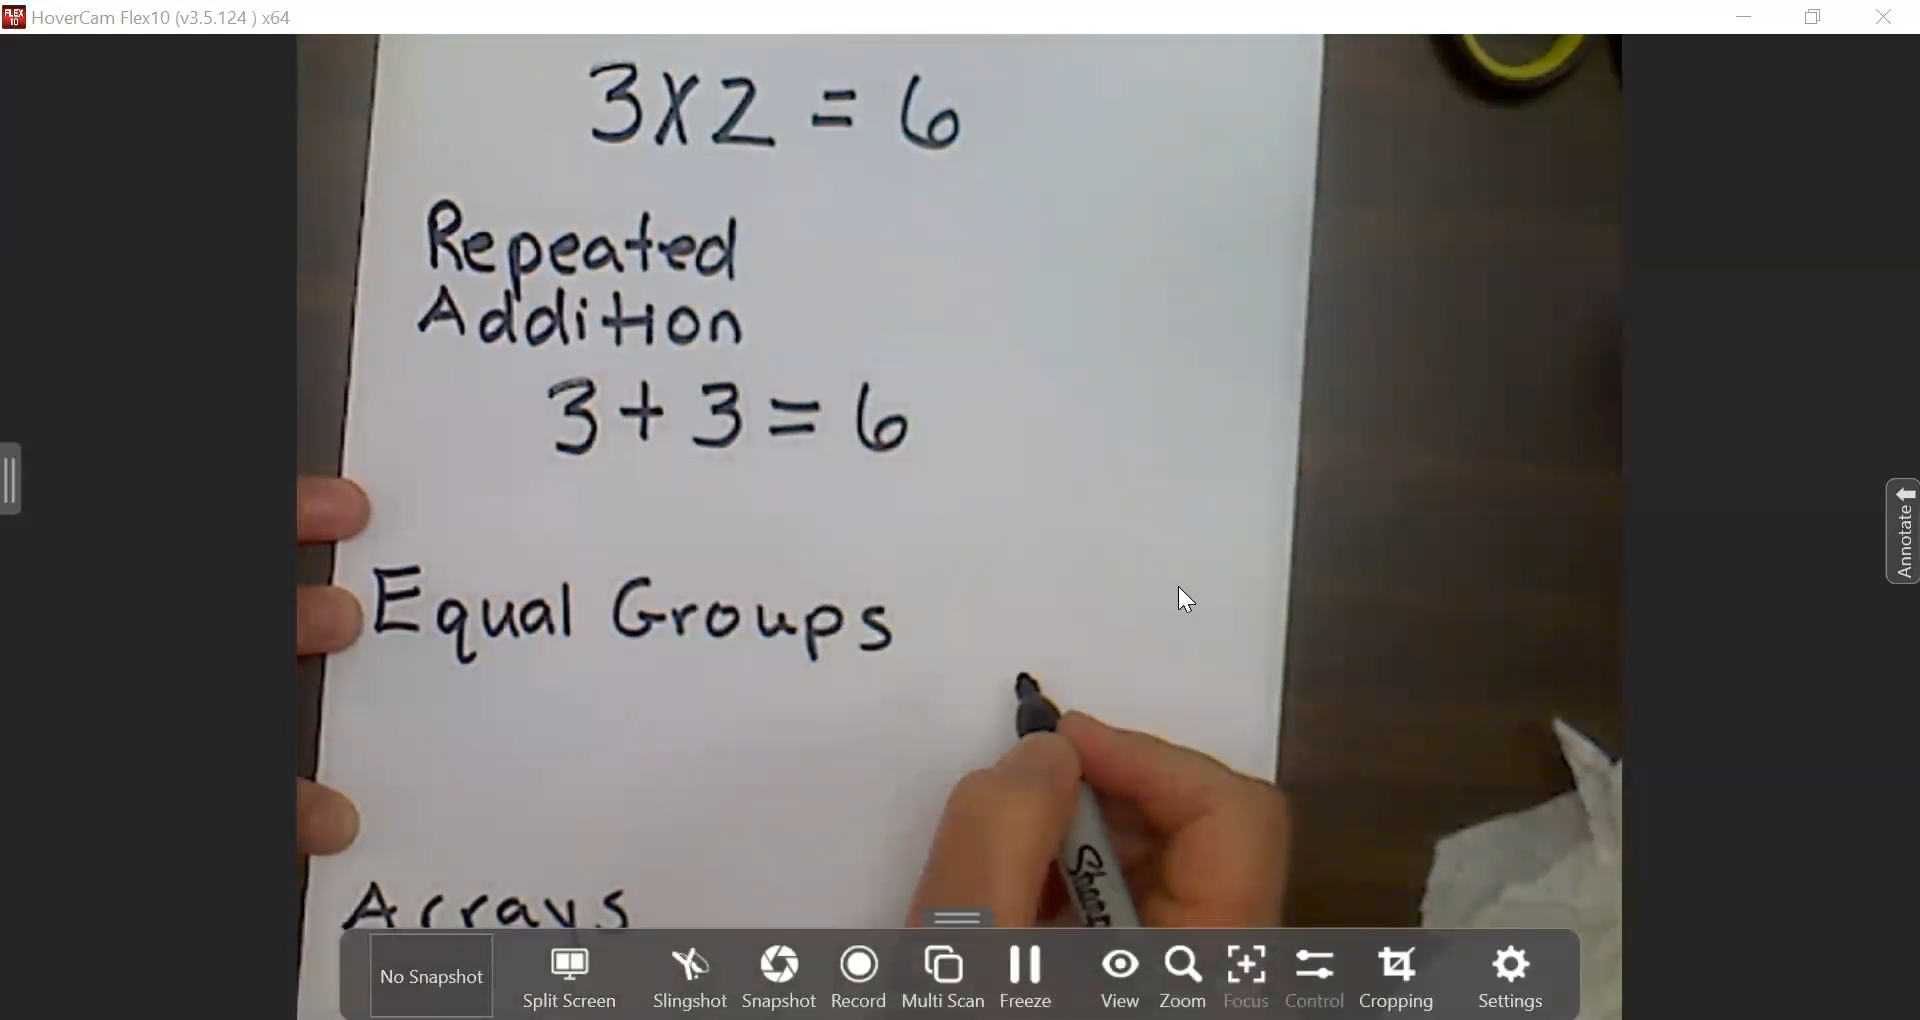 HoverCam Flex10 (v3.5.124 ) x64
3x2 = 6
Repeated
Addition
3+3=6
Equal Groups
Arrays
Annotate
No Snapshot
Split Screen
Slingshot
Snapshot
Record
Multi Scan
Freeze
View
Zoom
Focus
Control
Cropping
Settings